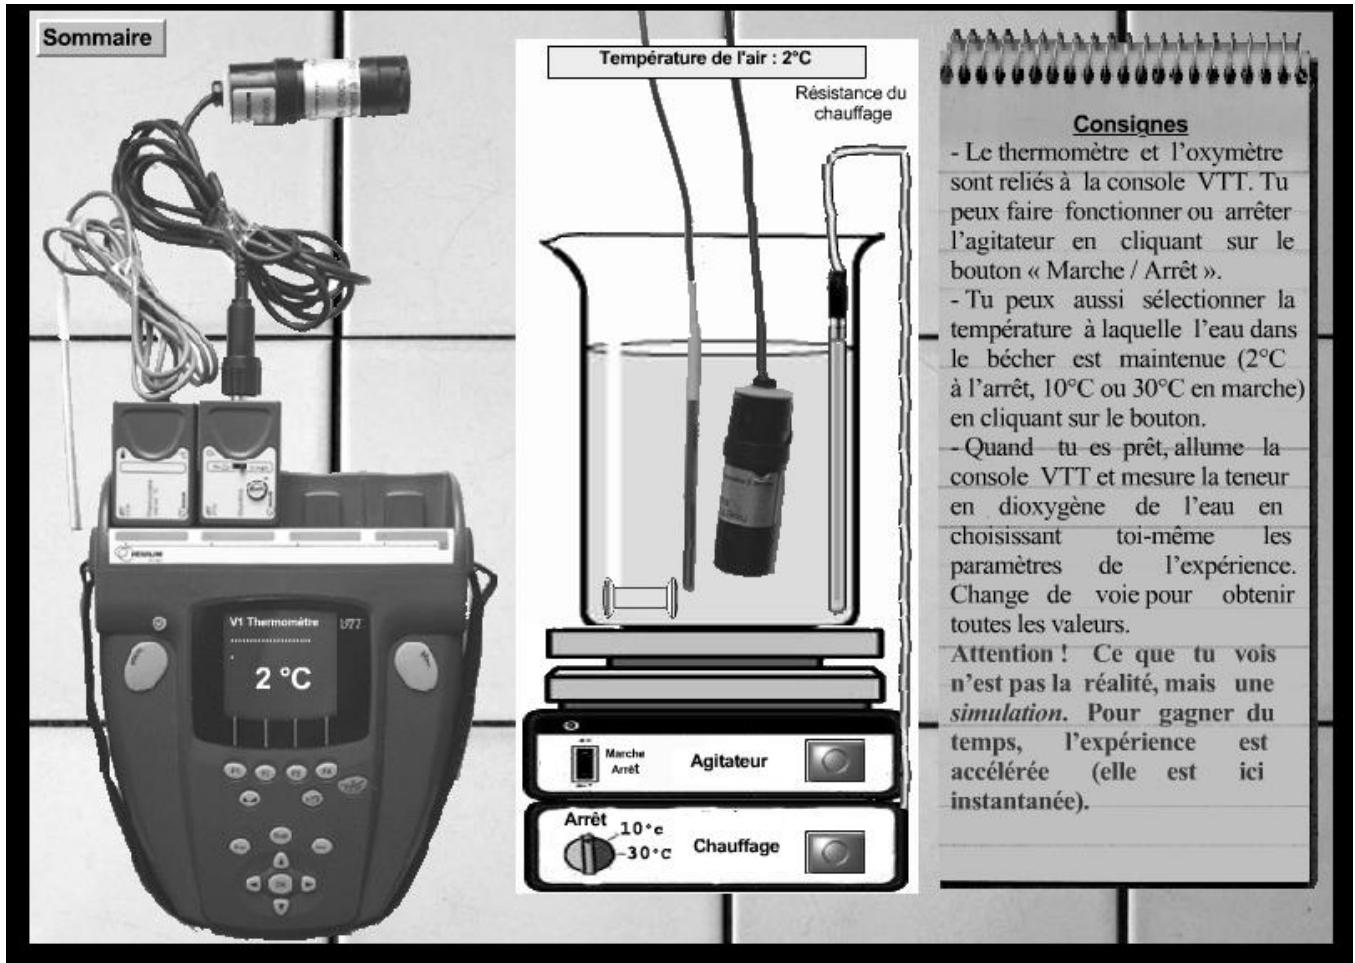 Sommaire
Température de l'air : 2°C
Résistance du
chauffage
Consignes
- Le thermomètre et l'oxymètre
sont reliés à la console VTT. Tu
peux faire fonctionner ou arrêter
l'agitateur en cliquant sur le
bouton « Marche / Arrêt ».
- Tu peux aussi sélectionner la
température à laquelle l'eau dans
le bécher est maintenue (2°C
à l'arrêt, 10°C ou 30°C en marche)
en cliquant sur le bouton.
- Quand tu es prêt, allume la
console VTT et mesure la teneur
en dioxygène de l'eau en
choisissant toi-même les
paramètres de l'expérience.
Change de voie pour obtenir
toutes les valeurs.
Attention ! Ce que tu vois
n'est pas la réalité, mais une
simulation. Pour gagner du
temps, l'expérience est
accélérée (elle est ici
instantanée).
V1 Thermomètre
VTT
2 °C
F1 F2 F3 F4
Marche
Arrêt
Agitateur
Arrêt
10°c
30°C
Chauffage